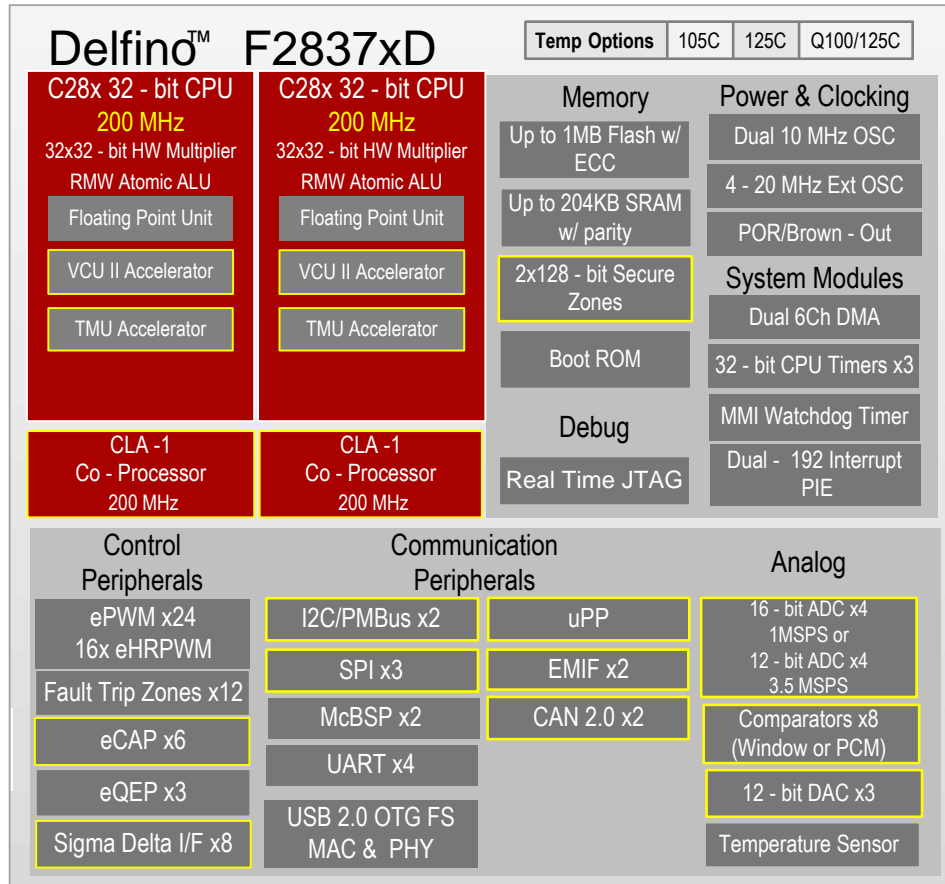 Delfino™ F2837xD
Temp Options 105C 125C Q100/125C
C28x 32 - bit CPU
200 MHz
32x32 - bit HW Multiplier
RMW Atomic ALU
Floating Point Unit
VCU II Accelerator
TMU Accelerator
CLA -1
Co - Processor
200 MHz
C28x 32 - bit CPU
200 MHz
32x32 - bit HW Multiplier
RMW Atomic ALU
Floating Point Unit
VCU II Accelerator
TMU Accelerator
CLA -1
Co - Processor
200 MHz
Memory
Up to 1MB Flash w/
ECC
Up to 204KB SRAM
w/ parity
2x128 - bit Secure
Zones
Boot ROM
Debug
Real Time JTAG
Power & Clocking
Dual 10 MHz OSC
4 - 20 MHz Ext OSC
POR/Brown - Out
System Modules
Dual 6Ch DMA
32 - bit CPU Timers x3
MMI Watchdog Timer
Dual - 192 Interrupt
PIE
Control
Peripherals
ePWM x24
16x eHRPWM
Fault Trip Zones x12
eCAP x6
eQEP x3
Sigma Delta I/F x8
Communication
Peripherals
I2C/PMBus x2
SPI x3
McBSP x2
UART x4
USB 2.0 OTG FS
MAC & PHY
uPP
EMIF x2
CAN 2.0 x2
Analog
16 - bit ADC x4
1MSPS or
12 - bit ADC x4
3.5 MSPS
Comparators x8
(Window or PCM)
12 - bit DAC x3
Temperature Sensor